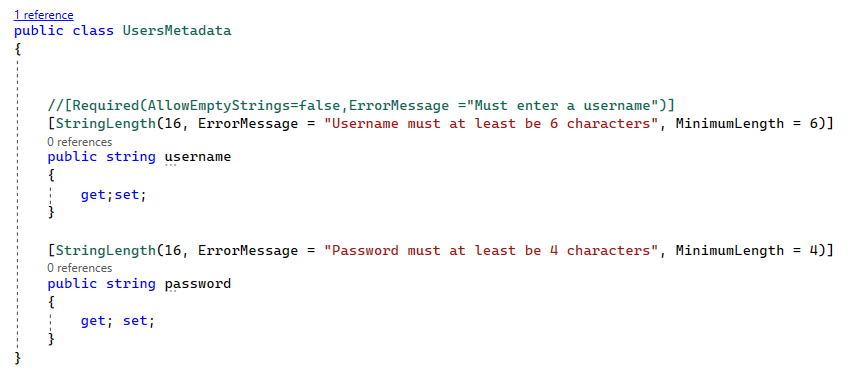 1 reference
public class UsersMetadata
{
//[Required(AllowEmptyStrings=false,ErrorMessage ="Must enter a username")]
[StringLength(16, ErrorMessage = "Username must at least be 6 characters", MinimumLength = 6)]
0 references
public string username
{
get;set;
}
[StringLength(16, ErrorMessage = "Password must at least be 4 characters", MinimumLength = 4)]
0 references
public string password
{
get; set;
}
}